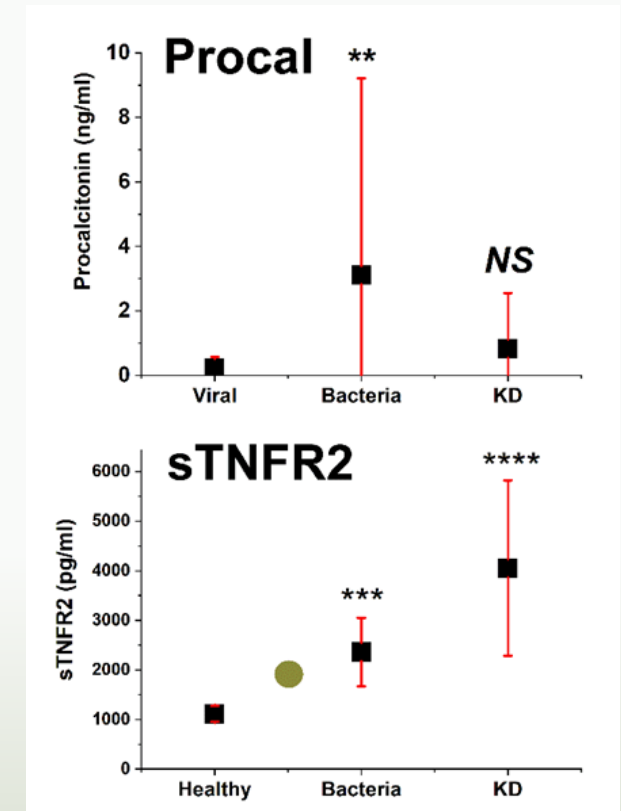 Procal
**
NS
10
8
6
4
2
0
Procalcitonin (ng/ml)
Viral Bacteria KD
sTNFR2
****
***
6000
5000
4000
3000
2000
1000
0
sTNFR2 (pg/ml)
Healthy Bacteria KD